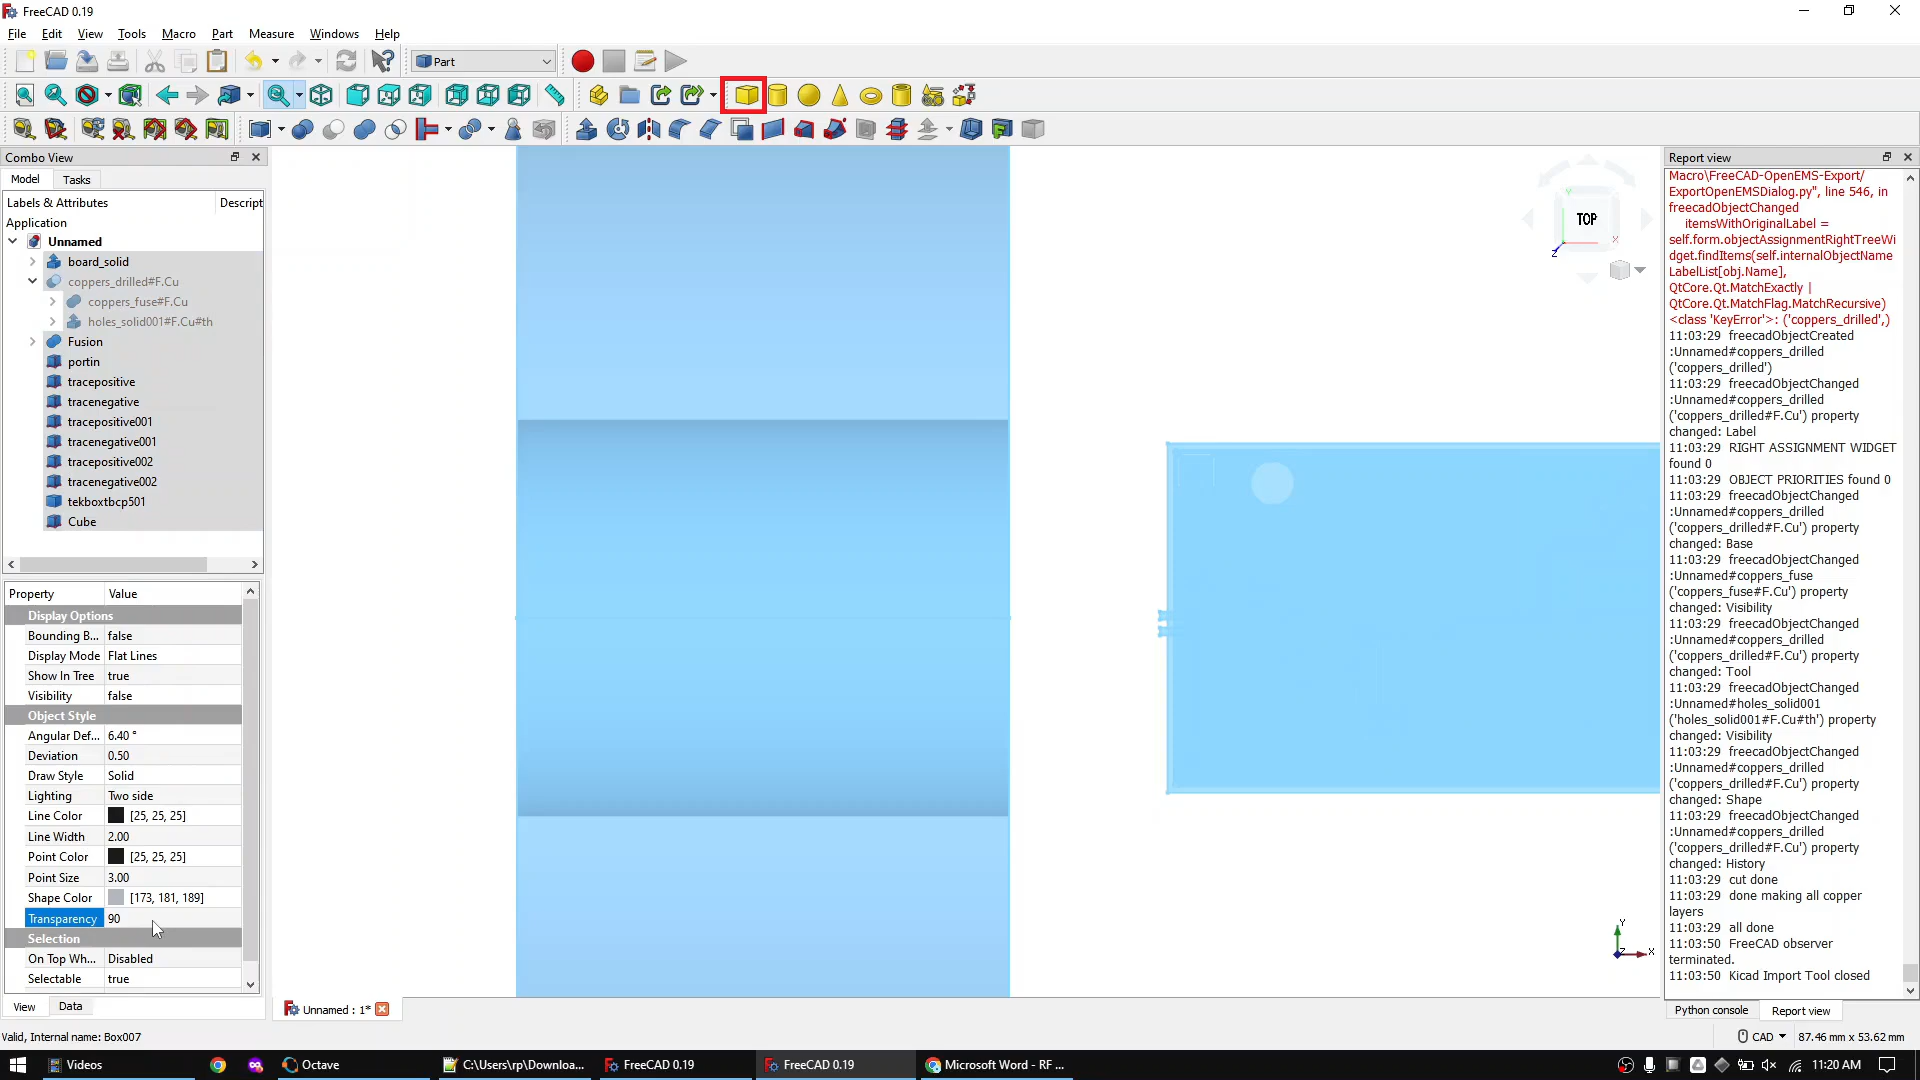 FreeCAD 0.19
File Edit View Tools Macro Part Measure Windows Help
Part
Combo View
Model Tasks
Labels & Attributes Descript
Application
Unnamed
board_solid
coppers_drilled#F.Cu
coppers_fuse#F.Cu
holes_solid001#F.Cu#th
Fusion
portin
tracepositive
tracenegative
tracepositive001
tracenegative001
tracepositive002
tracenegative002
tekboxtbcp501
Cube
Property Value
Display Options
Bounding B... false
Display Mode Flat Lines
Show In Tree true
Visibility false
Object Style
Angular Def... 6.40 °
Deviation 0.50
Draw Style Solid
Lighting Two side
Line Color [25, 25, 25]
Line Width 2.00
Point Color [25, 25, 25]
Point Size 3.00
Shape Color [173, 181, 189]
Transparency 90
Selection
On Top Wh... Disabled
Selectable true
View Data
Unnamed : 1*
TOP
Y
X
Z
Y
X
Z
Report view
Macro\FreeCAD-OpenEMS-Export/
ExportOpenEMSDialog.py", line 546, in
freecadObjectChanged
itemsWithOriginalLabel =
self.form.objectAssignmentRightTreeWi
dget.findItems(self.internalObjectName
LabelList[obj.Name],
QtCore.Qt.MatchExactly |
QtCore.Qt.MatchFlag.MatchRecursive)
<class 'KeyError'>: ('coppers_drilled',)
11:03:29 freecadObjectCreated
:Unnamed#coppers_drilled
('coppers_drilled')
11:03:29 freecadObjectChanged
:Unnamed#coppers_drilled
('coppers_drilled#F.Cu') property
changed: Label
11:03:29 RIGHT ASSIGNMENT WIDGET
found 0
11:03:29 OBJECT PRIORITIES found 0
11:03:29 freecadObjectChanged
:Unnamed#coppers_drilled
('coppers_drilled#F.Cu') property
changed: Base
11:03:29 freecadObjectChanged
:Unnamed#coppers_fuse
('coppers_fuse#F.Cu') property
changed: Visibility
11:03:29 freecadObjectChanged
:Unnamed#coppers_drilled
('coppers_drilled#F.Cu') property
changed: Tool
11:03:29 freecadObjectChanged
:Unnamed#holes_solid001
('holes_solid001#F.Cu#th') property
changed: Visibility
11:03:29 freecadObjectChanged
:Unnamed#coppers_drilled
('coppers_drilled#F.Cu') property
changed: Shape
11:03:29 freecadObjectChanged
:Unnamed#coppers_drilled
('coppers_drilled#F.Cu') property
changed: History
11:03:29 cut done
11:03:29 done making all copper
layers
11:03:29 all done
11:03:50 FreeCAD observer
terminated.
11:03:50 Kicad Import Tool closed
Python console Report view
Valid, Internal name: Box007
CAD 87.46 mm x 53.62 mm
Videos Octave C:\Users\rp\Downloa... FreeCAD 0.19 FreeCAD 0.19 Microsoft Word - RF ... 11:20 AM